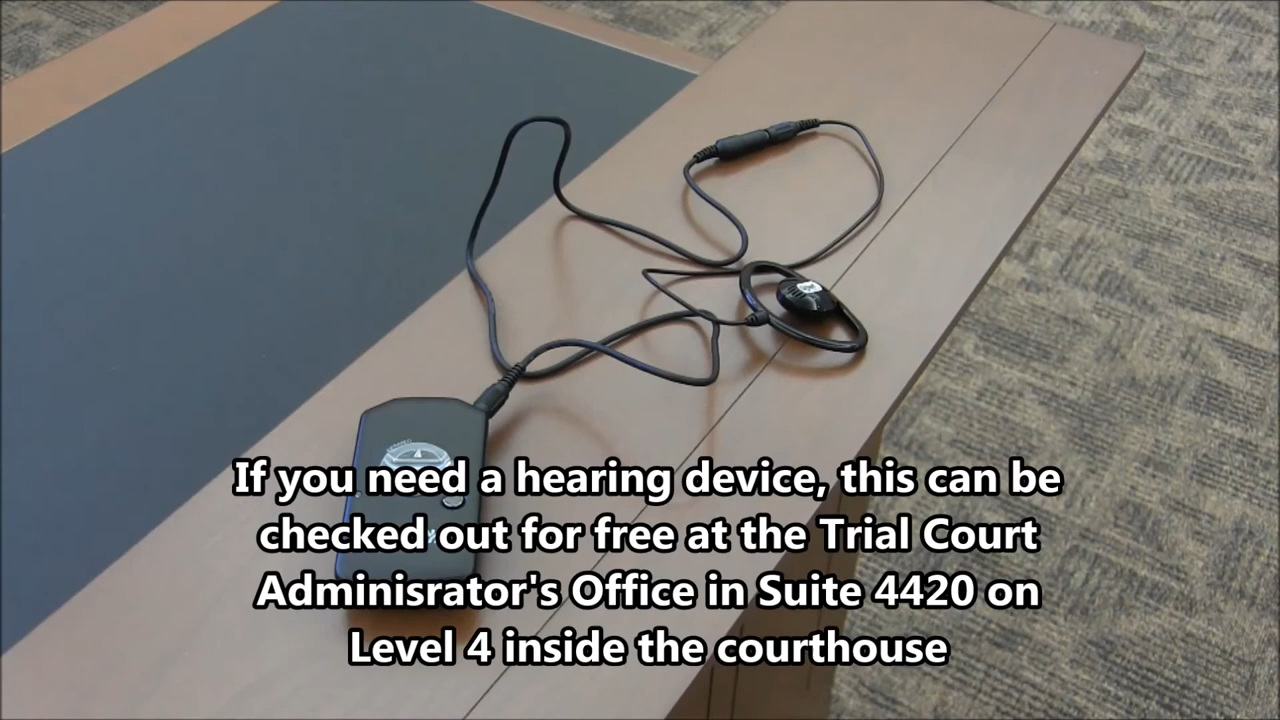 If you need a hearing device, this can be
checked out for free at the Trial Court
Adminisrator's Office in Suite 4420 on
Level 4 inside the courthouse